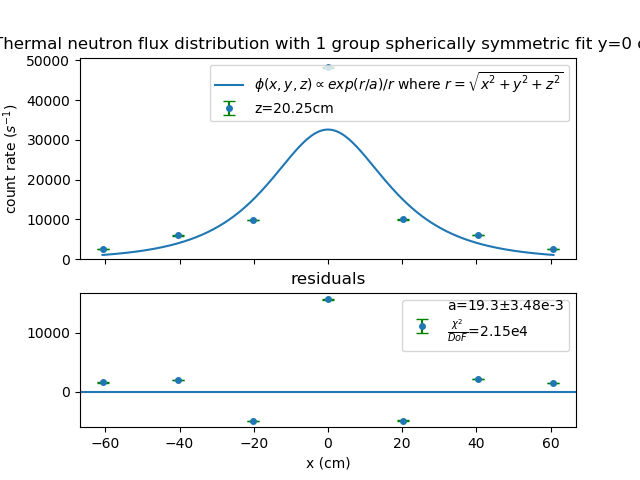 Thermal neutron flux distribution with 1 group spherically symmetric fit y=0 c
50000
40000
30000
20000
10000
0
count rate (s⁻¹)
ϕ(x, y, z) ∝ exp(r/a)/r where r = √x² + y² + z²
z=20.25cm
residuals
10000
0
a=19.3±3.48e-3
χ²/DoF=2.15e4
−60 −40 −20 0 20 40 60
x (cm)